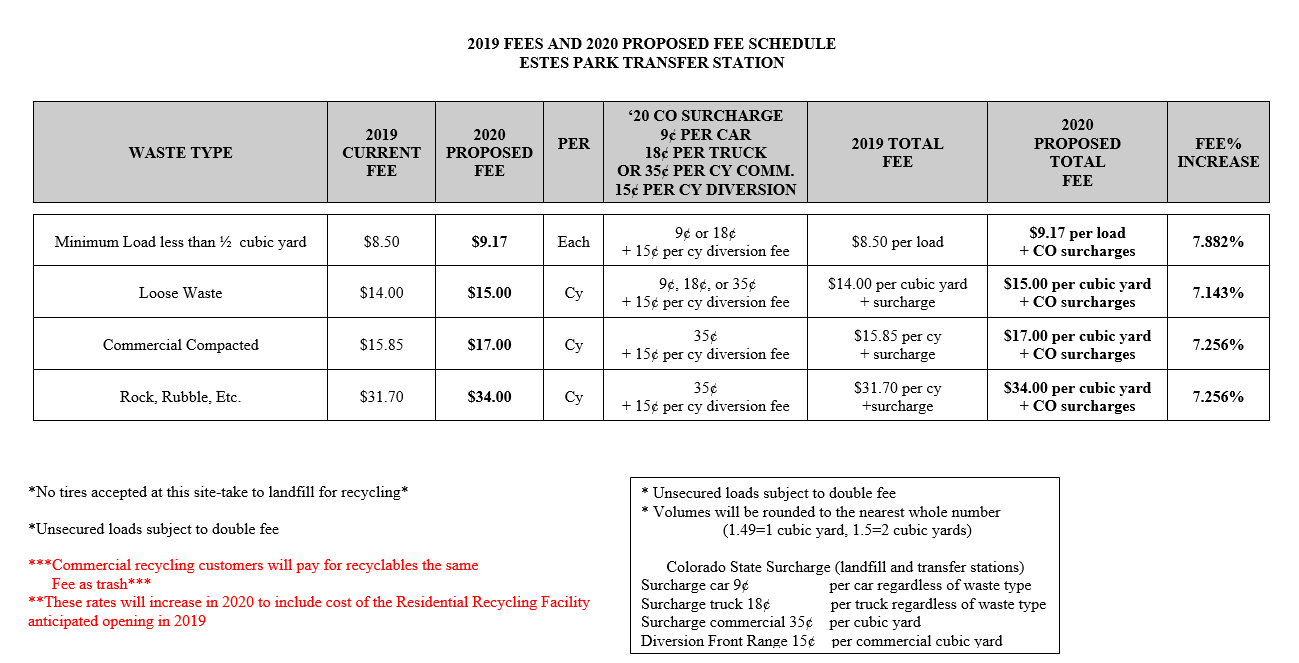 2019 FEES AND 2020 PROPOSED FEE SCHEDULE
ESTES PARK TRANSFER STATION
WASTE TYPE
2019
CURRENT
FEE
2020
PROPOSED
FEE
PER
‘20 CO SURCHARGE
9¢ PER CAR
18¢ PER TRUCK
OR 35¢ PER CY COMM.
15¢ PER CY DIVERSION
2019 TOTAL
FEE
2020
PROPOSED
TOTAL
FEE
FEE%
INCREASE
Minimum Load less than ½ cubic yard
$8.50
$9.17
Each
9¢ or 18¢
+ 15¢ per cy diversion fee
$8.50 per load
$9.17 per load
+ CO surcharges
7.882%
Loose Waste
$14.00
$15.00
Cy
9¢, 18¢, or 35¢
+ 15¢ per cy diversion fee
$14.00 per cubic yard
+ surcharge
$15.00 per cubic yard
+ CO surcharges
7.143%
Commercial Compacted
$15.85
$17.00
Cy
35¢
+ 15¢ per cy diversion fee
$15.85 per cy
+ surcharge
$17.00 per cubic yard
+ CO surcharges
7.256%
Rock, Rubble, Etc.
$31.70
$34.00
Cy
35¢
+ 15¢ per cy diversion fee
$31.70 per cy
+surcharge
$34.00 per cubic yard
+ CO surcharges
7.256%
*No tires accepted at this site-take to landfill for recycling*
*Unsecured loads subject to double fee
***Commercial recycling customers will pay for recyclables the same
Fee as trash***
**These rates will increase in 2020 to include cost of the Residential Recycling Facility
anticipated opening in 2019
* Unsecured loads subject to double fee
* Volumes will be rounded to the nearest whole number
(1.49=1 cubic yard, 1.5=2 cubic yards)
Colorado State Surcharge (landfill and transfer stations)
Surcharge car 9¢ per car regardless of waste type
Surcharge truck 18¢ per truck regardless of waste type
Surcharge commercial 35¢ per cubic yard
Diversion Front Range 15¢ per commercial cubic yard